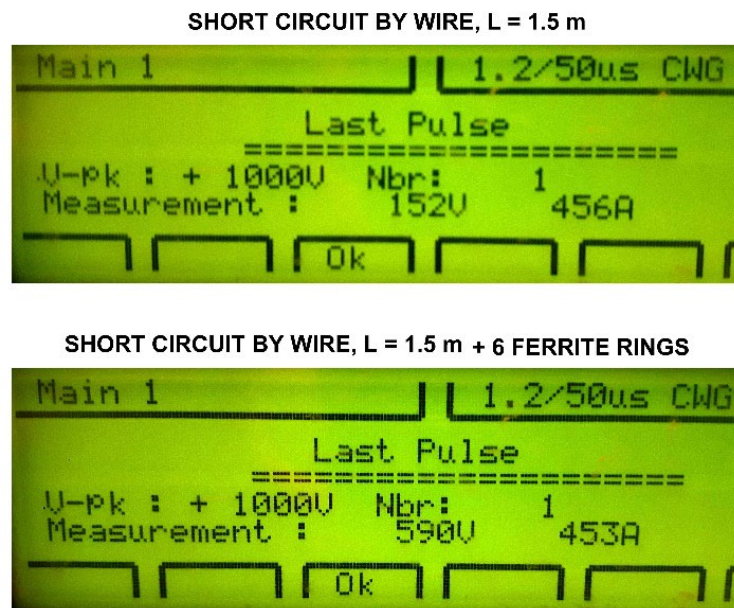 SHORT CIRCUIT BY WIRE, L = 1.5 m
Main 1 1.2/50us CWG
Last Pulse
======================
U-pk : + 1000V Nbr: 1
Measurement : 152V 456A
Ok
SHORT CIRCUIT BY WIRE, L = 1.5 m + 6 FERRITE RINGS
Main 1 1.2/50us CWG
Last Pulse
======================
U-pk : + 1000V Nbr: 1
Measurement : 590V 453A
Ok